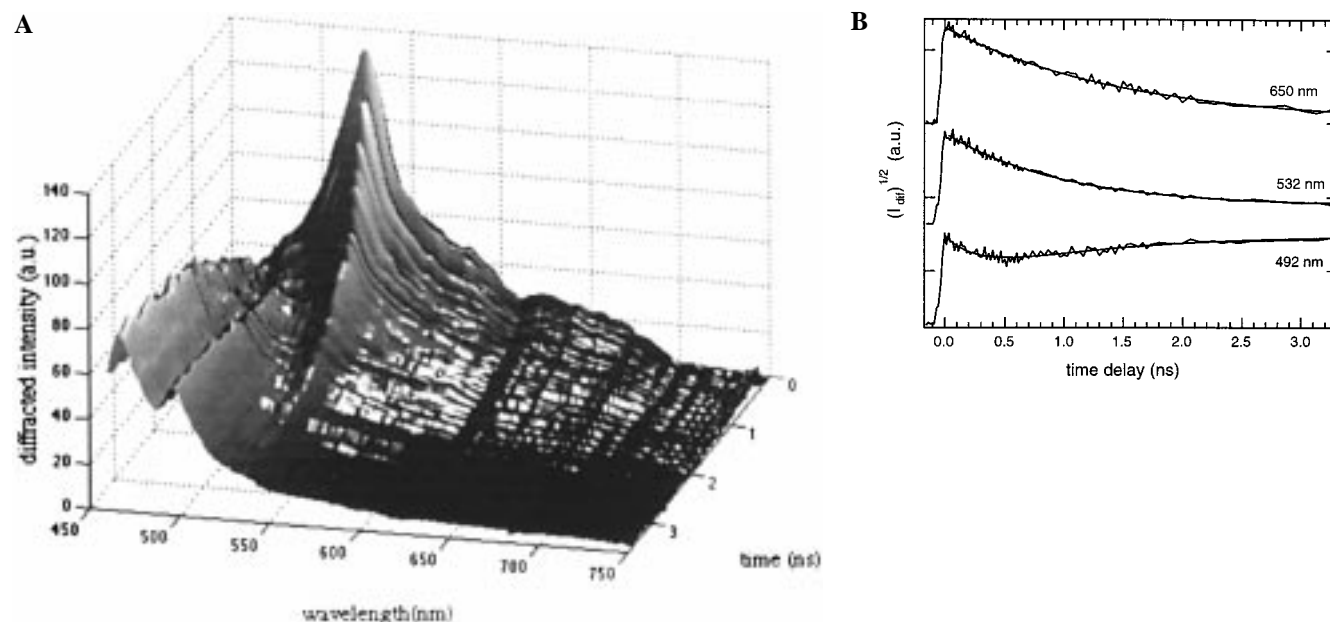 A
B
diffracted intensity (a.u.)
140
120
100
80
60
40
20
0
450
500
550
600
650
700
750
wavelength(nm)
0
1
2
3
time (ns)
(I dif) 1/2 (a.u.)
650 nm
532 nm
492 nm
0.0 0.5 1.0 1.5 2.0 2.5 3.0
time delay (ns)